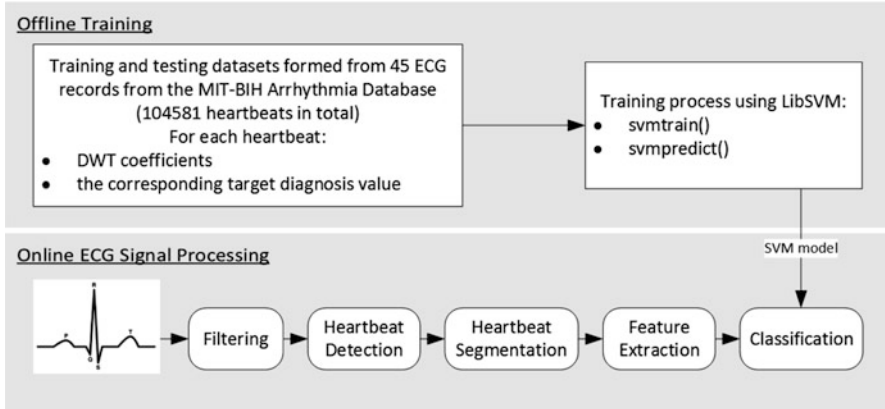 Offline Training
Training and testing datasets formed from 45 ECG
records from the MIT-BIH Arrhythmia Database
(104581 heartbeats in total)
For each heartbeat:
● DWT coefficients
● the corresponding target diagnosis value
Training process using LibSVM:
● svmtrain()
● svmpredict()
SVM model
Online ECG Signal Processing
R
P
T
Q
S
Filtering
Heartbeat
Detection
Heartbeat
Segmentation
Feature
Extraction
Classification